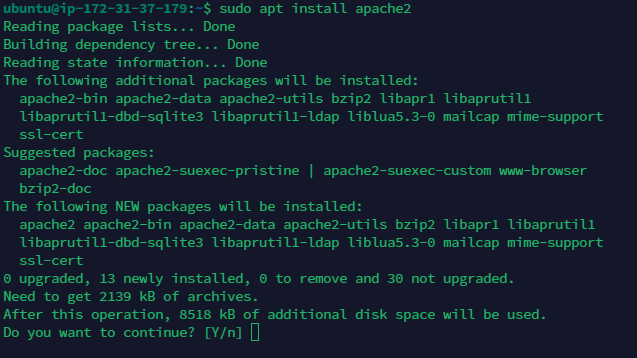 ubuntu@ip-172-31-37-179:~$ sudo apt install apache2
Reading package lists... Done
Building dependency tree... Done
Reading state information... Done
The following additional packages will be installed:
  apache2-bin apache2-data apache2-utils bzip2 libapr1 libaprutil1
  libaprutil1-dbd-sqlite3 libaprutil1-ldap liblua5.3-0 mailcap mime-support
  ssl-cert
Suggested packages:
  apache2-doc apache2-suexec-pristine | apache2-suexec-custom www-browser
  bzip2-doc
The following NEW packages will be installed:
  apache2 apache2-bin apache2-data apache2-utils bzip2 libapr1 libaprutil1
  libaprutil1-dbd-sqlite3 libaprutil1-ldap liblua5.3-0 mailcap mime-support
  ssl-cert
0 upgraded, 13 newly installed, 0 to remove and 30 not upgraded.
Need to get 2139 kB of archives.
After this operation, 8518 kB of additional disk space will be used.
Do you want to continue? [Y/n]